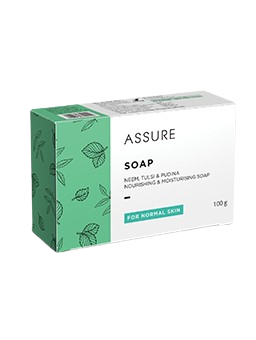 ASSURE
SOAP
NEEM, TULSI & PUDINA
NOURISHING & MOISTURISING SOAP
FOR NORMAL SKIN
100 g